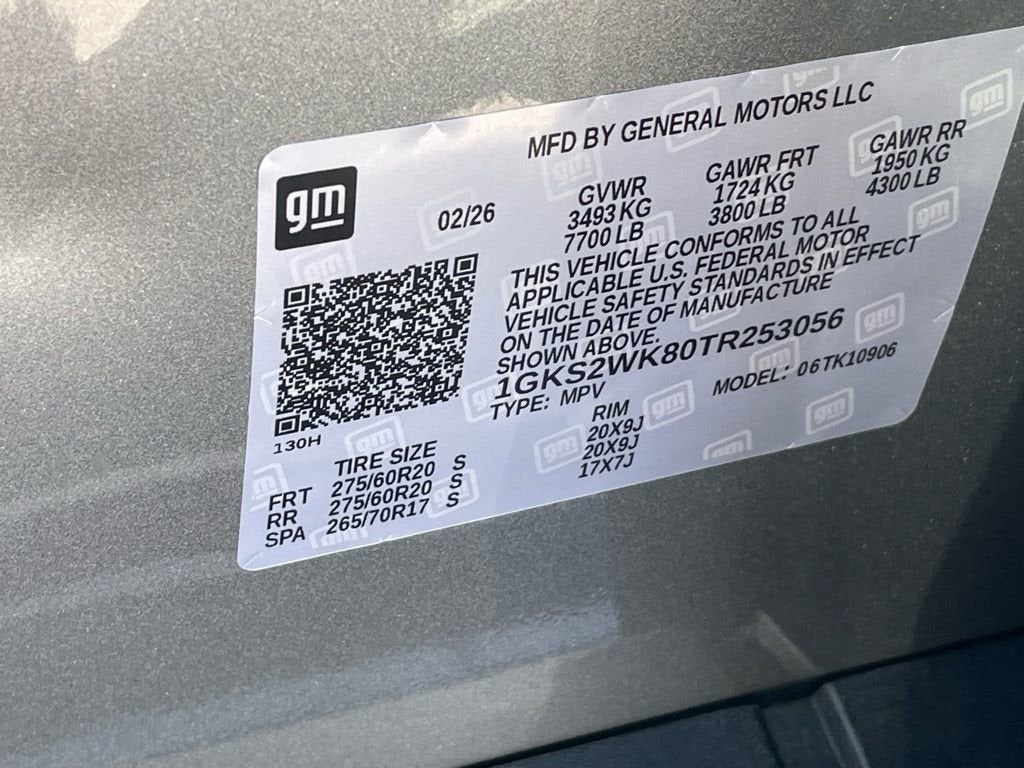 gm
MFD BY GENERAL MOTORS LLC
02/26
GVWR
3493 KG
7700 LB
GAWR FRT
1724 KG
3800 LB
GAWR RR
1950 KG
4300 LB
THIS VEHICLE CONFORMS TO ALL
APPLICABLE U.S. FEDERAL MOTOR
VEHICLE SAFETY STANDARDS IN EFFECT
ON THE DATE OF MANUFACTURE
SHOWN ABOVE.
1GKS2WK80TR253056
TYPE: MPV
MODEL: 06TK10906
130H
TIRE SIZE RIM
FRT 275/60R20 S 20X9J
RR 275/60R20 S 20X9J
SPA 265/70R17 S 17X7J